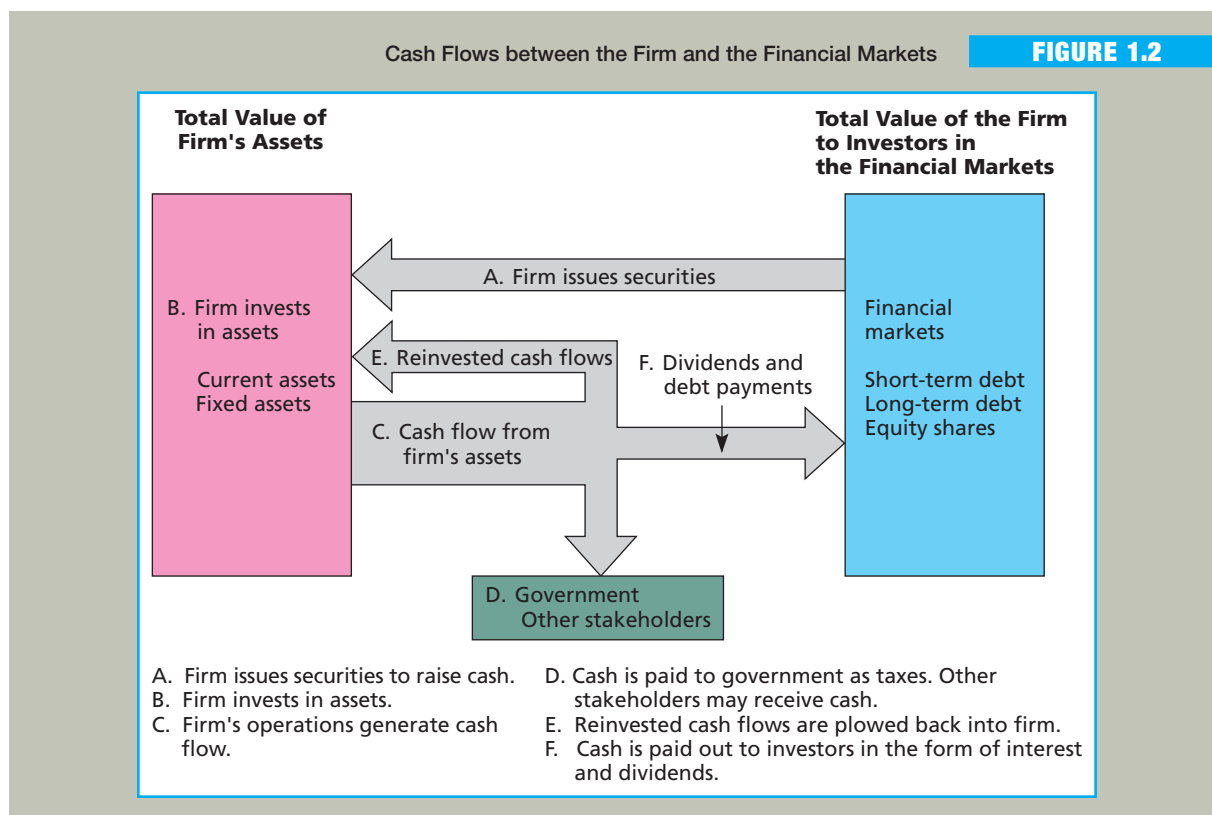 Cash Flows between the Firm and the Financial Markets
FIGURE 1.2
Total Value of
Firm's Assets
Total Value of the Firm
to Investors in
the Financial Markets
A. Firm issues securities
B. Firm invests
in assets
Current assets
Fixed assets
E. Reinvested cash flows
F. Dividends and
debt payments
C. Cash flow from
firm's assets
Financial
markets
Short-term debt
Long-term debt
Equity shares
D. Government
Other stakeholders
A. Firm issues securities to raise cash.
B. Firm invests in assets.
C. Firm's operations generate cash
flow.
D. Cash is paid to government as taxes. Other
stakeholders may receive cash.
E. Reinvested cash flows are plowed back into firm.
F. Cash is paid out to investors in the form of interest
and dividends.